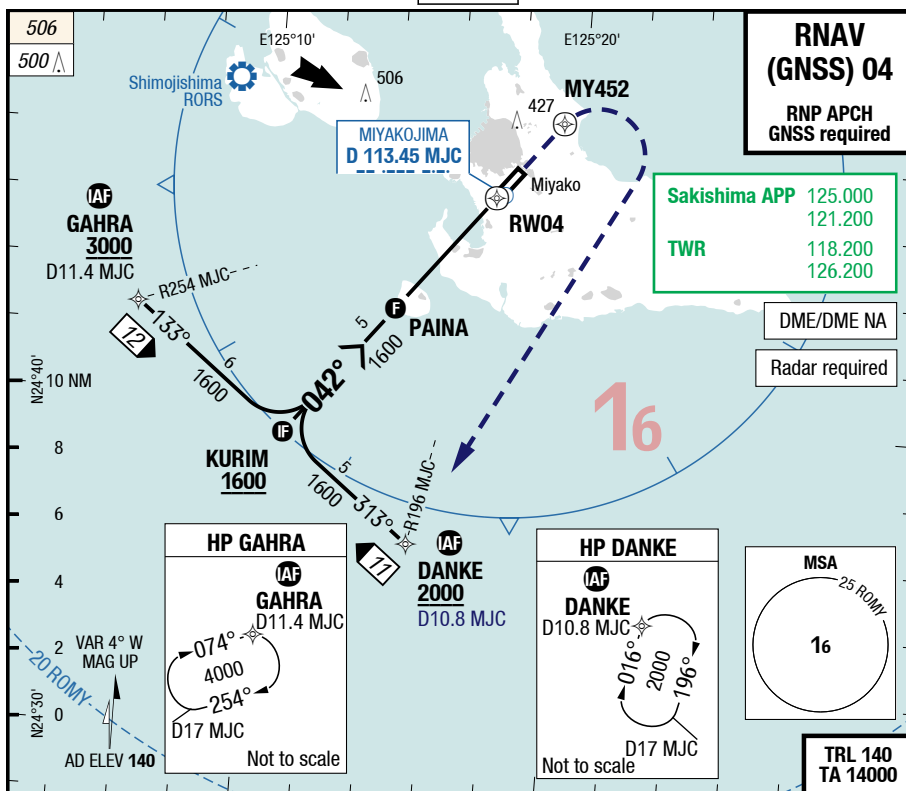 506
500
E125°10'
E125°20'
RNAV
(GNSS) 04
RNP APCH
GNSS required
Shimojishima
RORS
506
427
MY452
MIYAKOJIMA
D 113.45 MJC
Miyako
RW04
Sakishima APP 125.000
121.200
TWR 118.200
126.200
DME/DME NA
Radar required
IAF
GAHRA
3000
D11.4 MJC
R254 MJC
133°
12
6
1600
F
PAINA
5
1600
042°
N24°40'
10 NM
IF
KURIM
1600
16
8
6
4
2
0
5
1600
313°
R196 MJC
11
IAF
DANKE
2000
D10.8 MJC
HP GAHRA
IAF
GAHRA
D11.4 MJC
074°
4000
254°
D17 MJC
Not to scale
HP DANKE
IAF
DANKE
D10.8 MJC
016°
2000
196°
D17 MJC
Not to scale
MSA
25 ROMY
16
VAR 4° W
MAG UP
20 ROMY
N24°30'
AD ELEV 140
TRL 140
TA 14000